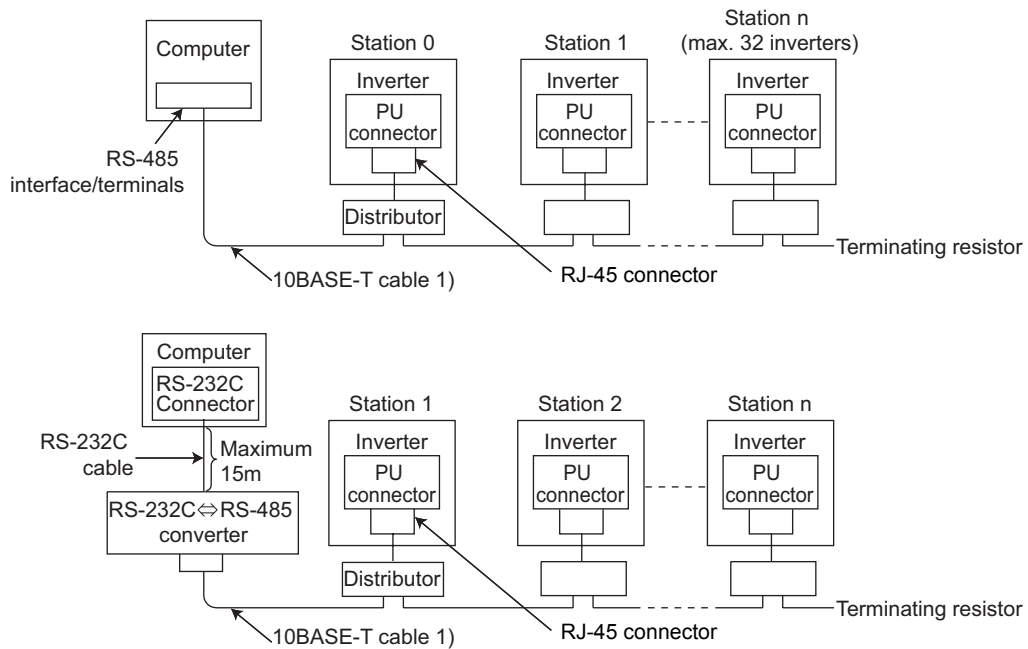 Computer
RS-485
interface/terminals
Station 0
Inverter
PU
connector
Distributor
Station 1
Inverter
PU
connector
Station n
(max. 32 inverters)
Inverter
PU
connector
Terminating resistor
10BASE-T cable 1)
RJ-45 connector
Computer
RS-232C
Connector
RS-232C
cable
Maximum
15m
RS-232C⇔RS-485
converter
Station 1
Inverter
PU
connector
Distributor
Station 2
Inverter
PU
connector
Station n
Inverter
PU
connector
Terminating resistor
10BASE-T cable 1)
RJ-45 connector